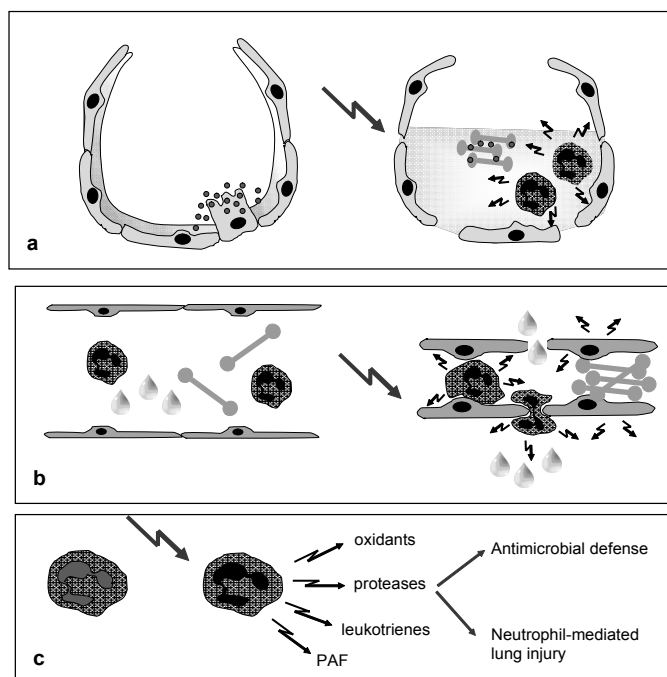 a
b
oxidants
proteases
leukotrienes
PAF
Antimicrobial defense
Neutrophil-mediated
lung injury
c